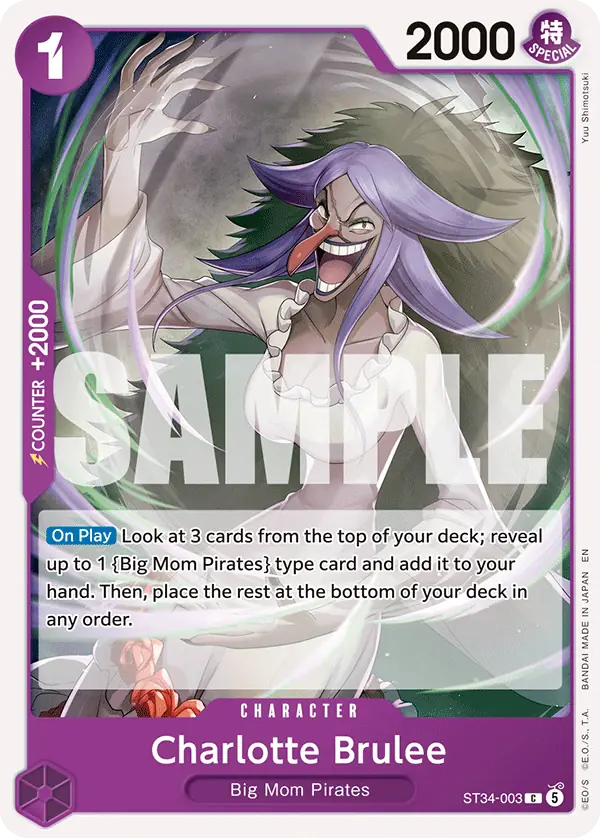 1
2000
特
SPECIAL
Yuu Shimotsuki
COUNTER +2000
SAMPLE
On Play Look at 3 cards from the top of your deck; reveal
up to 1 {Big Mom Pirates} type card and add it to your
hand. Then, place the rest at the bottom of your deck in
any order.
CHARACTER
Charlotte Brulee
Big Mom Pirates
ST34-003 C 5
©EO/S ©E.O./S., T.A. BANDAI MADE IN JAPAN EN